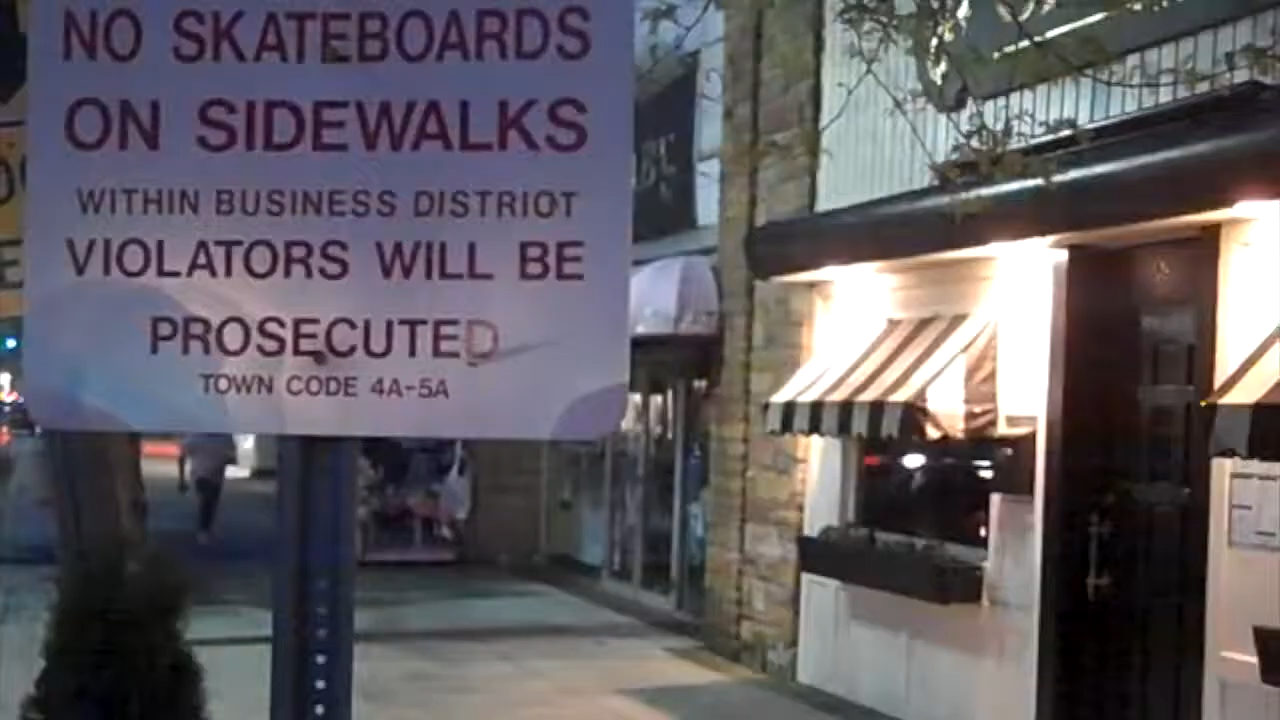 NO SKATEBOARDS
ON SIDEWALKS
WITHIN BUSINESS DISTRICT
VIOLATORS WILL BE
PROSECUTED
TOWN CODE 4A-5A